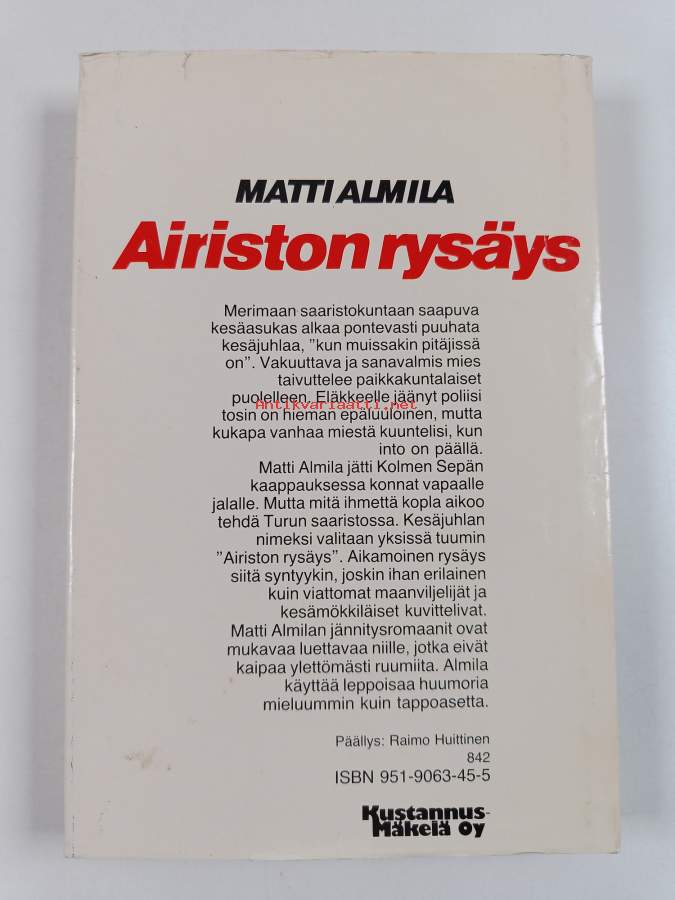 MATTI ALMILA
Airiston rysäys
Merimaan saaristokuntaan saapuva
kesäasukas alkaa pontevasti puuhata
kesäjuhlaa, ”kun muissakin pitäjissä
on”. Vakuuttava ja sanavalmis mies
taivuttelee paikkakuntalaiset
puolelleen. Eläkkeelle jäänyt poliisi
Antikvariaatti.net
tosin on hieman epäluuloinen, mutta
kukapa vanhaa miestä kuuntelisi, kun
into on päällä.
Matti Almila jätti Kolmen Sepän
kaappauksessa konnat vapaalle
jalalle. Mutta mitä ihmettä kopla aikoo
tehdä Turun saaristossa. Kesäjuhlan
nimeksi valitaan yksissä tuumin
”Airiston rysäys”. Aikamoinen rysäys
siitä syntyykin, joskin ihan erilainen
kuin viattomat maanviljelijät ja
kesämökkiläiset kuvittelivat.
Matti Almilan jännitysromaanit ovat
mukavaa luettavaa niille, jotka eivät
kaipaa ylettömästi ruumiita. Almila
käyttää leppoisaa huumoria
mieluummin kuin tappoasetta.
Päällys: Raimo Huittinen
842
ISBN 951-9063-45-5
Kustannus-
Mäkelä Oy